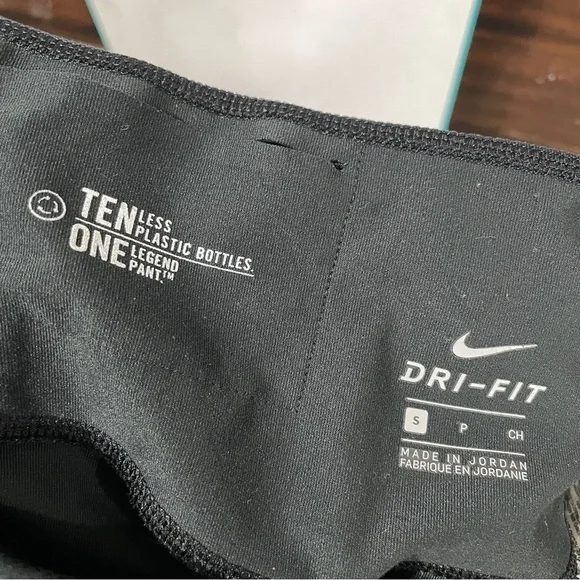 TEN LESS
PLASTIC BOTTLES.
ONE LEGEND
PANT.™
DRI-FIT
S P CH
MADE IN JORDAN
FABRIQUE EN JORDANIE